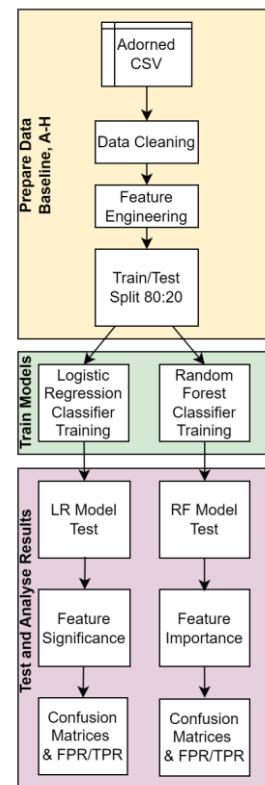 Prepare Data
Baseline, A-H
Adorned
CSV
Data Cleaning
Feature
Engineering
Train/Test
Split 80:20
Train Models
Logistic
Regression
Classifier
Training
Random
Forest
Classifier
Training
Test and Analyse Results
LR Model
Test
RF Model
Test
Feature
Significance
Feature
Importance
Confusion
Matrices
& FPR/TPR
Confusion
Matrices
& FPR/TPR